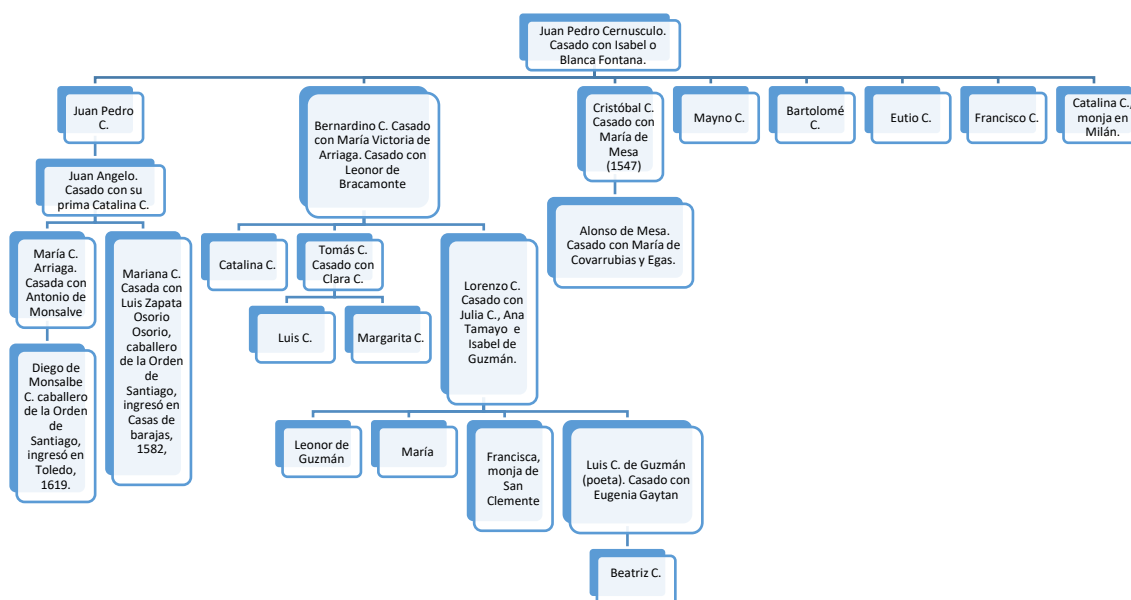 Juan Pedro Cernusculo.
Casado con Isabel o
Blanca Fontana.
Juan Pedro
C.
Bernardino C. Casado
con María Victoria de
Arriaga. Casado con
Leonor de
Bracamonte
Cristóbal C.
Casado con
María de
Mesa
(1547)
Mayno C.
Bartolomé
C.
Eutio C.
Francisco C.
Catalina C.,
monja en
Milán.
Juan Angelo.
Casado con su
prima Catalina C.
Alonso de Mesa.
Casado con María de
Covarrubias y Egas.
María C.
Arriaga.
Casada con
Antonio de
Monsalve
Mariana C.
Casada con
Luis Zapata
Osorio
Osorio,
caballero
de la Orden
de
Santiago,
ingresó en
Casas de
barajas,
1582,
Catalina C.
Tomás C.
Casado con
Clara C.
Lorenzo C.
Casado con
Julia C., Ana
Tamayo e
Isabel de
Guzmán.
Luis C.
Margarita C.
Diego de
Monsalbe
C. caballero
de la Orden
de
Santiago,
ingresó en
Toledo,
1619.
Leonor de
Guzmán
María
Francisca,
monja de
San
Clemente
Luis C. de Guzmán
(poeta). Casado con
Eugenia Gaytan
Beatriz C.